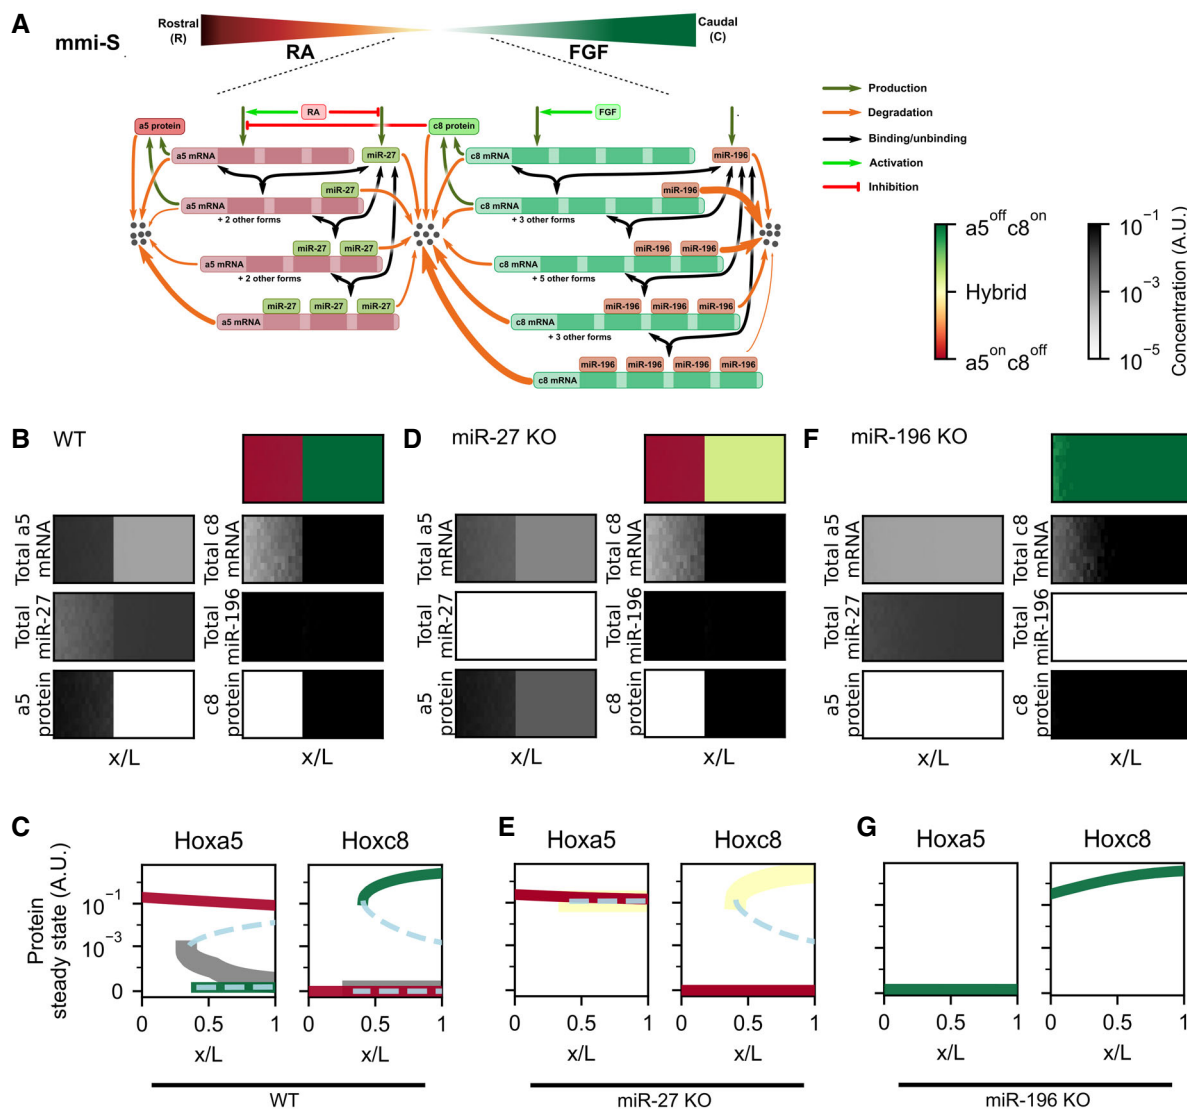 A
mmi-S
Rostral
(R)
RA
FGF
Caudal
(C)
a5 protein
RA
c8 protein
FGF
a5 mRNA
miR-27
c8 mRNA
miR-196
miR-27
a5 mRNA
+ 2 other forms
miR-196
c8 mRNA
+ 3 other forms
miR-27 miR-27
a5 mRNA
+ 2 other forms
miR-196 miR-196
c8 mRNA
+ 5 other forms
miR-27 miR-27 miR-27
a5 mRNA
miR-196 miR-196 miR-196
c8 mRNA
+ 3 other forms
miR-196 miR-196 miR-196 miR-196
c8 mRNA
Production
Degradation
Binding/unbinding
Activation
Inhibition
a5off c8on
Hybrid
a5on c8off
10−1
10−3
10−5
Concentration (A.U.)
B WT
Total a5
mRNA
Total c8
mRNA
Total
miR-27
Total
miR-196
a5
protein
c8
protein
x/L x/L
D miR-27 KO
Total a5
mRNA
Total c8
mRNA
Total
miR-27
Total
miR-196
a5
protein
c8
protein
x/L x/L
F miR-196 KO
Total a5
mRNA
Total c8
mRNA
Total
miR-27
Total
miR-196
a5
protein
c8
protein
x/L x/L
C
Hoxa5 Hoxc8
Protein
steady state (A.U.)
10−1
10−3
0
0 0.5 1 0 0.5 1
x/L x/L
WT
E
Hoxa5 Hoxc8
0 0.5 1 0 0.5 1
x/L x/L
miR-27 KO
G
Hoxa5 Hoxc8
0 0.5 1 0 0.5 1
x/L x/L
miR-196 KO